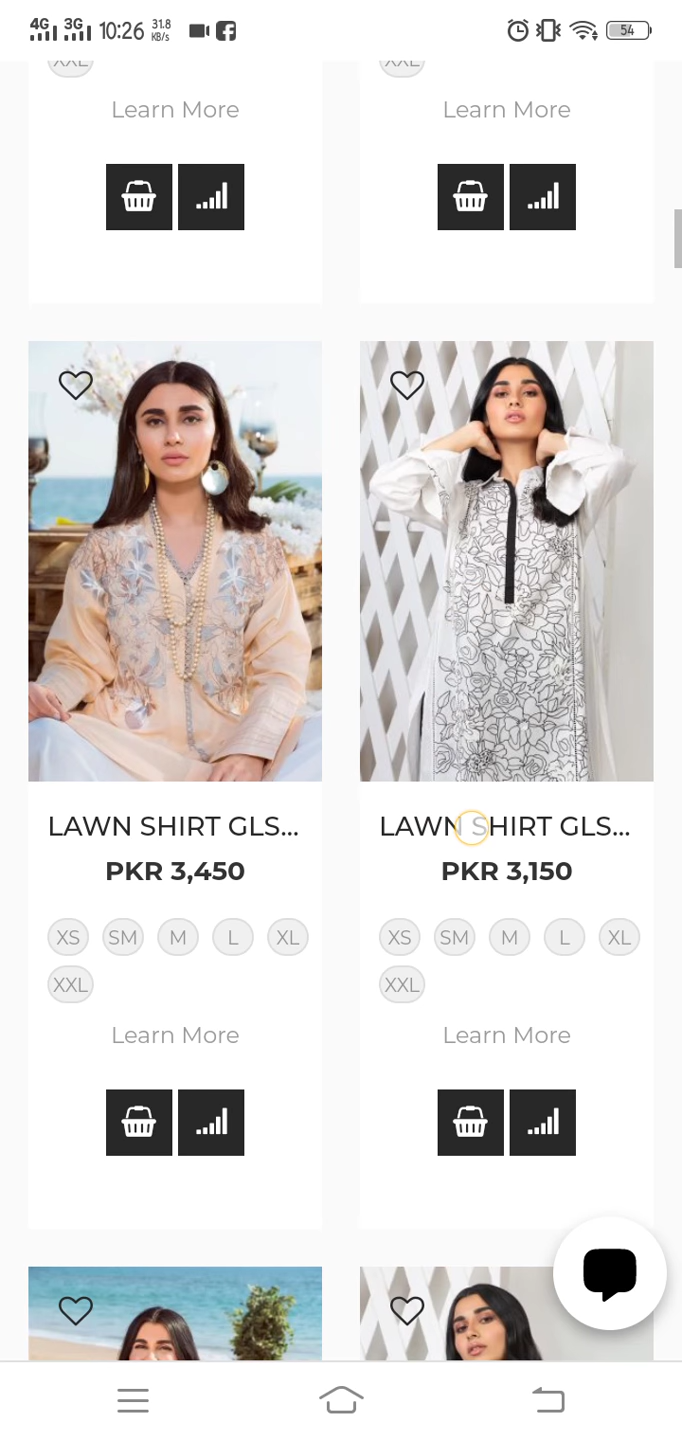 4G 3G 10:26 31.8 KB/s 54
XXL XXL
Learn More Learn More
LAWN SHIRT GLS... LAWN SHIRT GLS...
PKR 3,450 PKR 3,150
XS SM M L XL XS SM M L XL
XXL XXL
Learn More Learn More